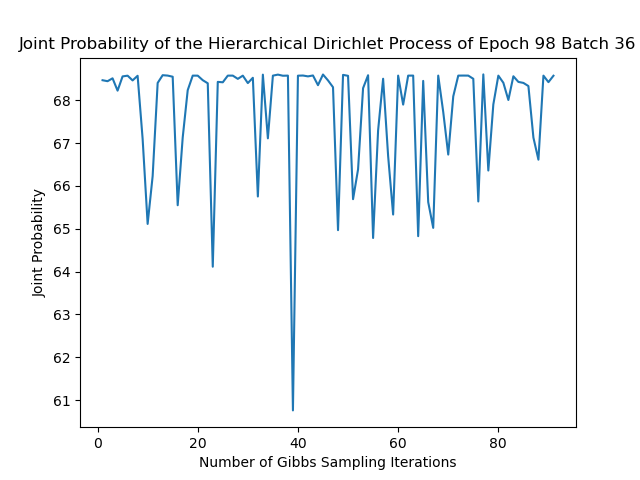 Joint Probability of the Hierarchical Dirichlet Process of Epoch 98 Batch 36
Joint Probability
68
67
66
65
64
63
62
61
0 20 40 60 80
Number of Gibbs Sampling Iterations